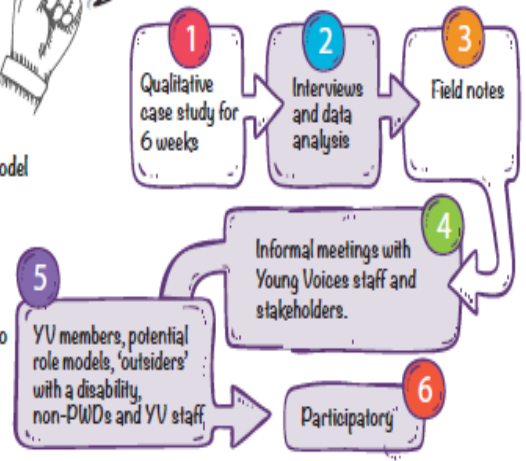 1
Qualitative
case study for
6 weeks
2
Interviews
and data
analysis
3
Field notes
odel
4
Informal meetings with
Young Voices staff and
stakeholders.
5
o
YV members, potential
role models, 'outsiders'
with a disability,
non-PWDs and YV staff
6
Participatory